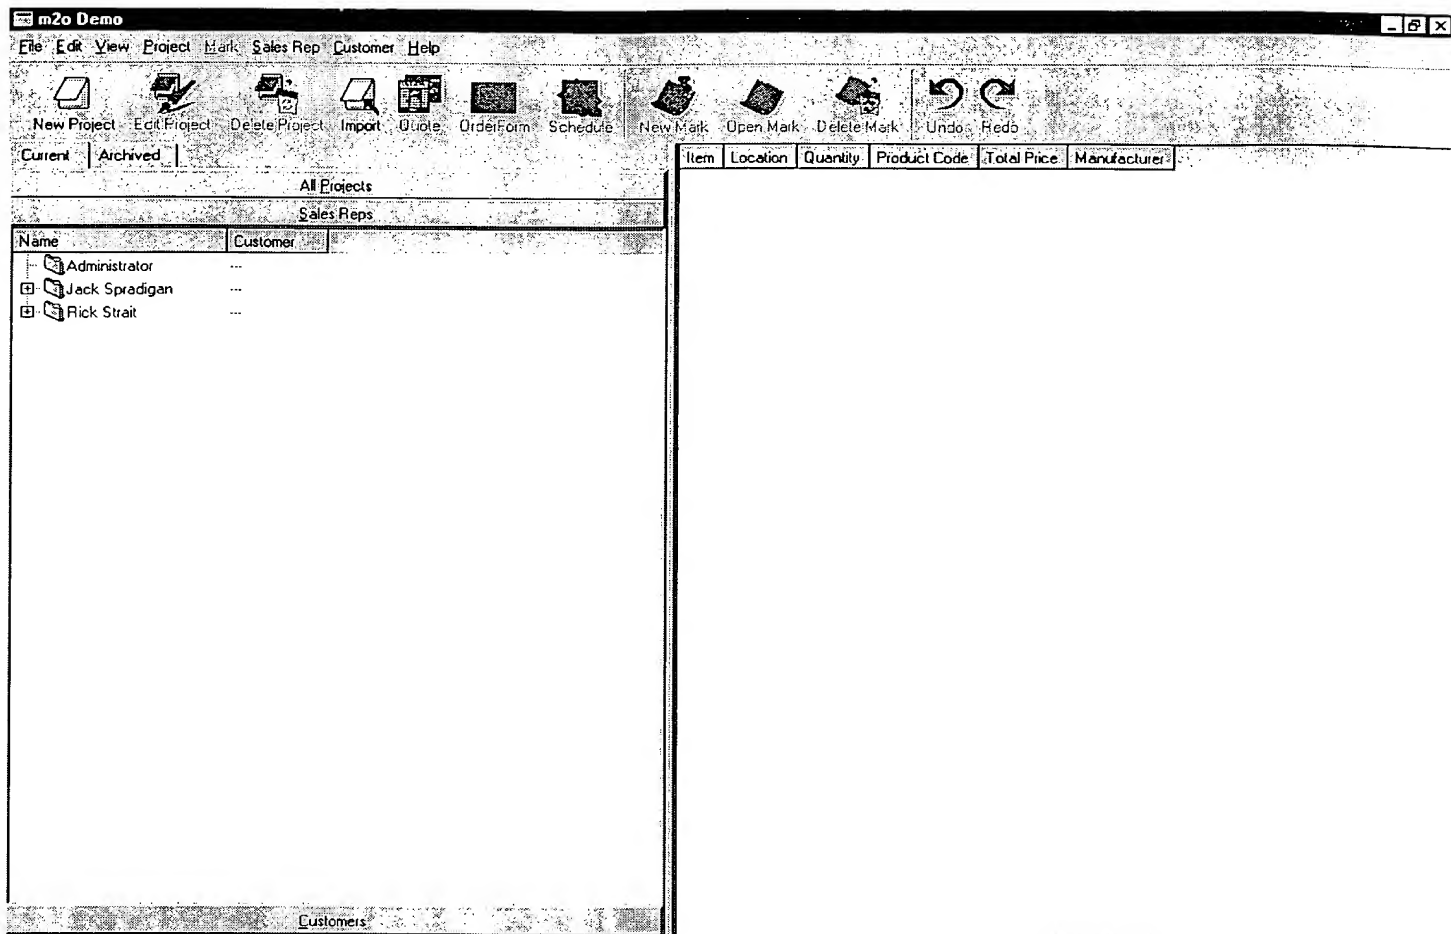 m2o Demo
File Edit View Project Mark Sales Rep Customer Help
New Project Edit Project Delete Project Import Quote OrderForm Schedule New Mark Open Mark Delete Mark Undo Redo
Current Archived
Item Location Quantity Product Code Total Price Manufacturer
All Projects
Sales Reps
Name Customer
Administrator ---
Jack Spradigan ---
Rick Strait ---
Customers